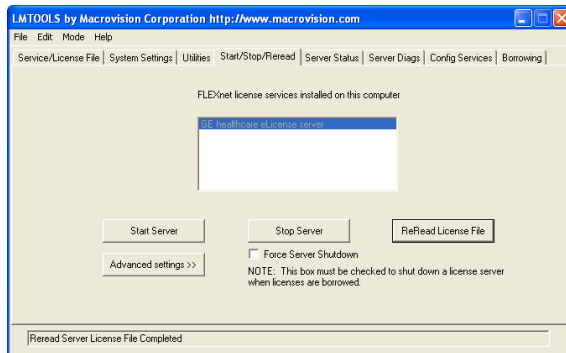 LMTOOLS by Macrovision Corporation http://www.macrovision.com
File Edit Mode Help
Service/License File System Settings Utilities Start/Stop/Reread Server Status Server Diags Config Services Borrowing
FLEXnet license services installed on this computer
GE healthcare eLicense server
Start Server Stop Server ReRead License File
Force Server Shutdown
Advanced settings >>
NOTE: This box must be checked to shut down a license server
when licenses are borrowed.
Reread Server License File Completed